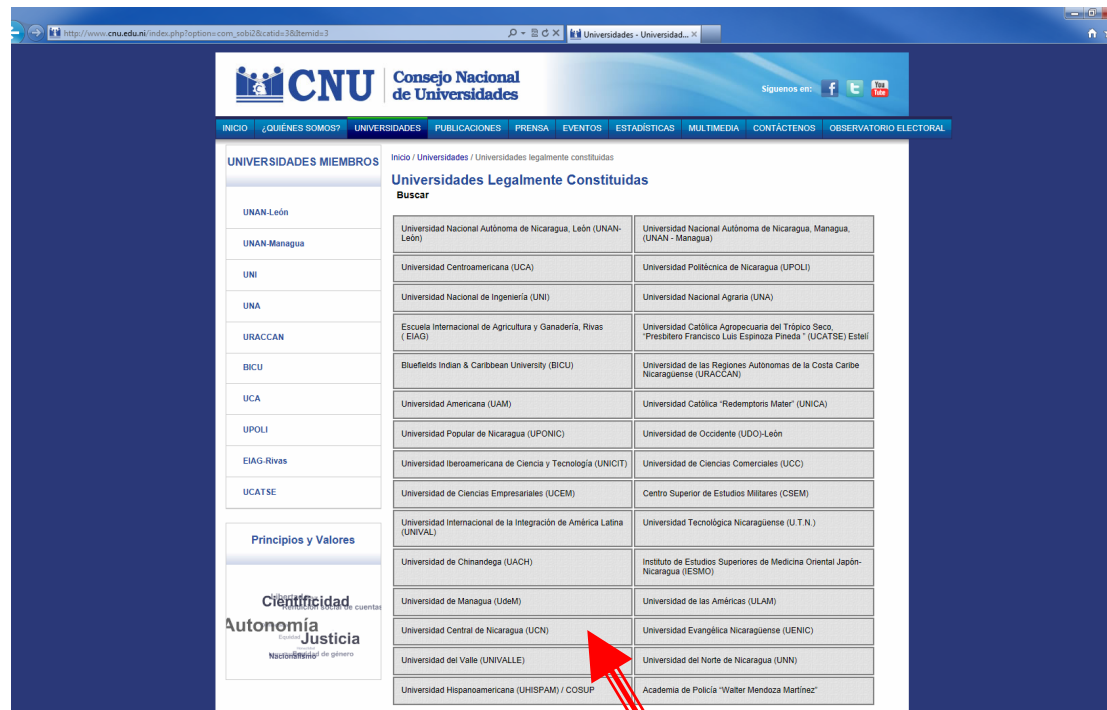 http://www.cnu.edu.ni/index.php?option=com_sobi2&catid=3&Itemid=3
Universidades - Universidad...
CNU
Consejo Nacional
de Universidades
Síguenos en:
You
Tube
INICIO ¿QUIÉNES SOMOS? UNIVERSIDADES PUBLICACIONES PRENSA EVENTOS ESTADÍSTICAS MULTIMEDIA CONTÁCTENOS OBSERVATORIO ELECTORAL
UNIVERSIDADES MIEMBROS
UNAN-León
UNAN-Managua
UNI
UNA
URACCAN
BICU
UCA
UPOLI
EIAG-Rivas
UCATSE
Principios y Valores
Cientificidad
de cuentas
Autonomía
Justicia
Nacionalismo
de género
Inicio / Universidades / Universidades legalmente constituidas
Universidades Legalmente Constituidas
Buscar
Universidad Nacional Autónoma de Nicaragua, León (UNAN-
León)
Universidad Nacional Autónoma de Nicaragua, Managua,
(UNAN - Managua)
Universidad Centroamericana (UCA)
Universidad Politécnica de Nicaragua (UPOLI)
Universidad Nacional de Ingeniería (UNI)
Universidad Nacional Agraria (UNA)
Escuela Internacional de Agricultura y Ganadería, Rivas
( EIAG)
Universidad Católica Agropecuaria del Trópico Seco,
"Presbitero Francisco Luis Espinoza Pineda " (UCATSE) Estelí
Bluefields Indian & Caribbean University (BICU)
Universidad de las Regiones Autónomas de la Costa Caribe
Nicaragüense (URACCAN)
Universidad Americana (UAM)
Universidad Católica "Redemptoris Mater" (UNICA)
Universidad Popular de Nicaragua (UPONIC)
Universidad de Occidente (UDO)-León
Universidad Iberoamericana de Ciencia y Tecnología (UNICIT)
Universidad de Ciencias Comerciales (UCC)
Universidad de Ciencias Empresariales (UCEM)
Centro Superior de Estudios Militares (CSEM)
Universidad Internacional de la Integración de América Latina
(UNIVAL)
Universidad Tecnológica Nicaragüense (U.T.N.)
Universidad de Chinandega (UACH)
Instituto de Estudios Superiores de Medicina Oriental Japón-
Nicaragua (IESMO)
Universidad de Managua (UdeM)
Universidad de las Américas (ULAM)
Universidad Central de Nicaragua (UCN)
Universidad Evangélica Nicaragüense (UENIC)
Universidad del Valle (UNIVALLE)
Universidad del Norte de Nicaragua (UNN)
Universidad Hispanoamericana (UHISPAM) / COSUP
Academia de Policía "Walter Mendoza Martínez"